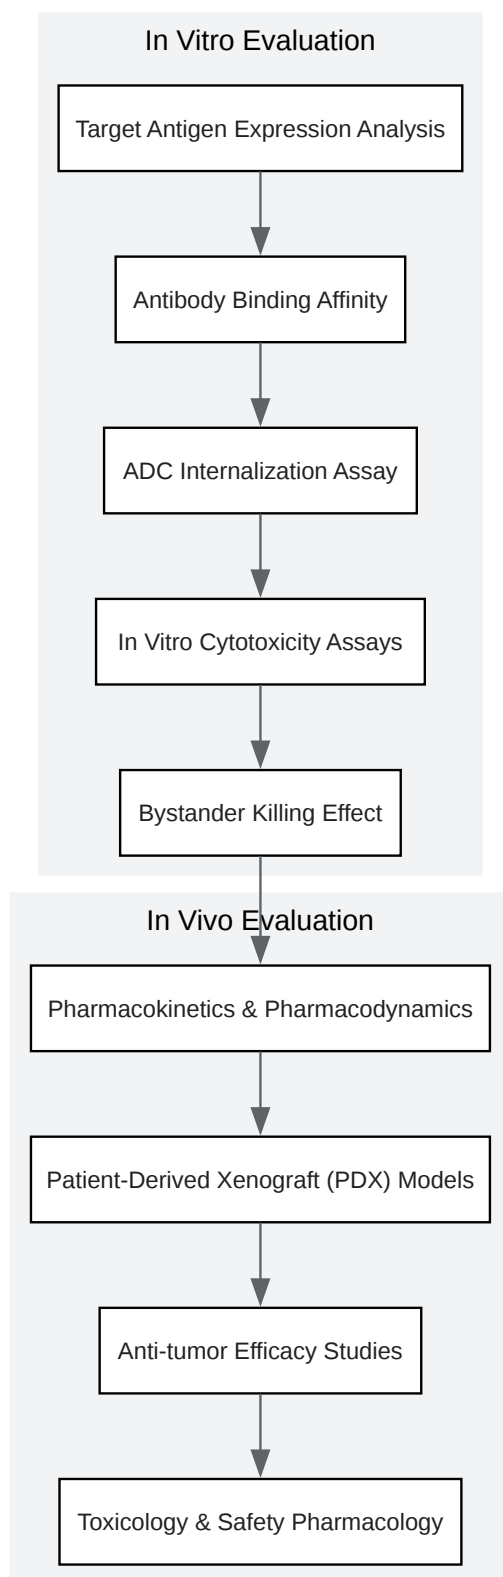 In Vitro Evaluation
Target Antigen Expression Analysis
Antibody Binding Affinity
ADC Internalization Assay
In Vitro Cytotoxicity Assays
Bystander Killing Effect
In Vivo Evaluation
Pharmacokinetics & Pharmacodynamics
Patient-Derived Xenograft (PDX) Models
Anti-tumor Efficacy Studies
Toxicology & Safety Pharmacology